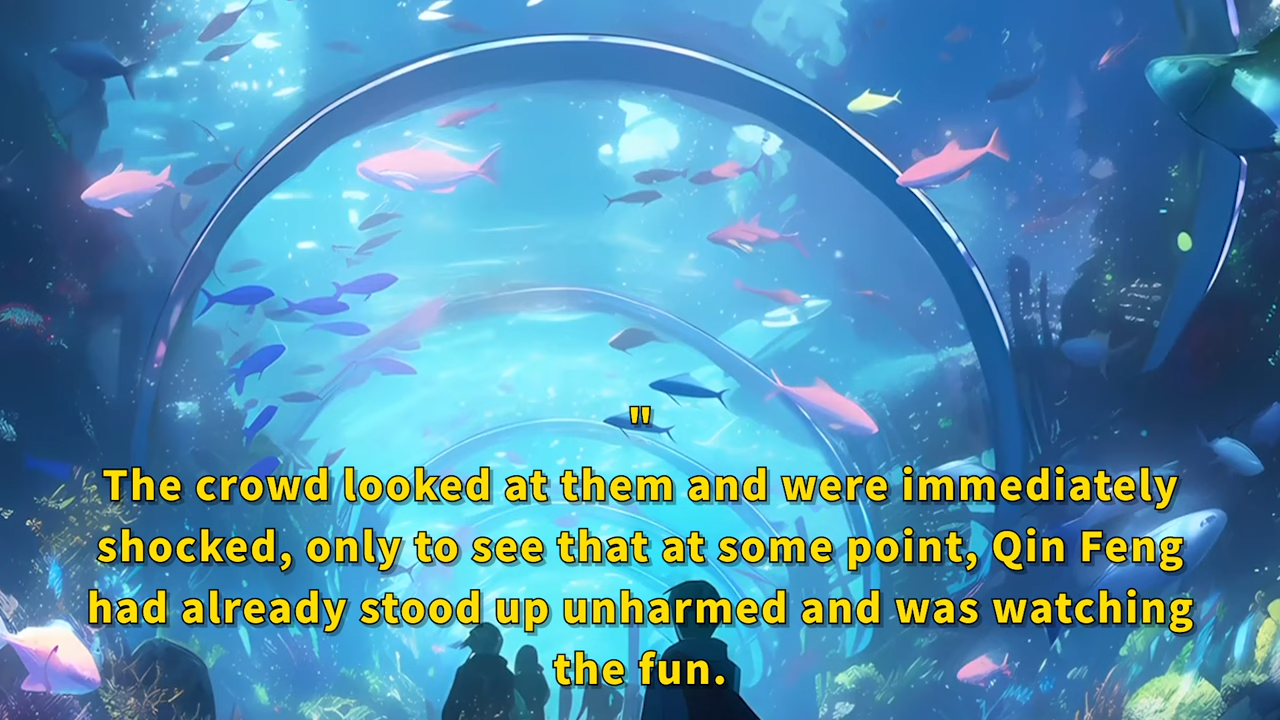 "
The crowd looked at them and were immediately
shocked, only to see that at some point, Qin Feng
had already stood up unharmed and was watching
the fun.